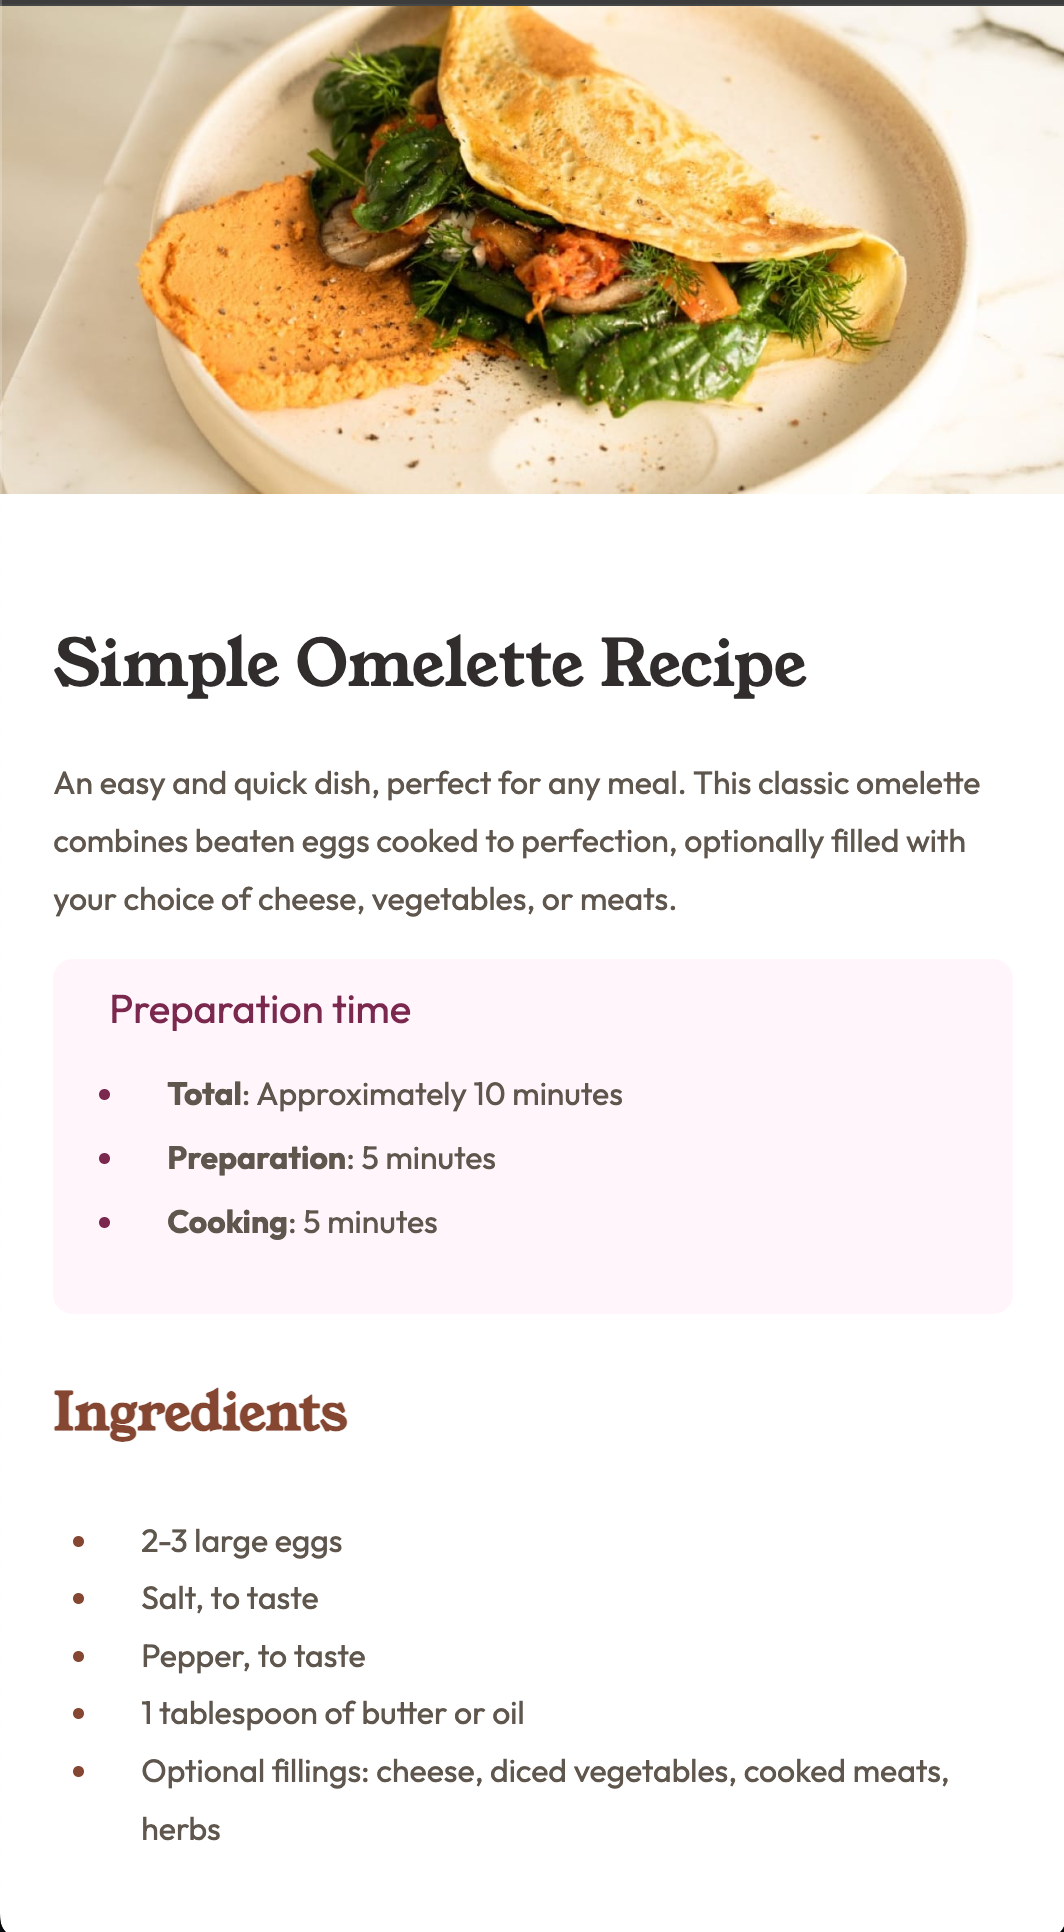 Simple Omelette Recipe
An easy and quick dish, perfect for any meal. This classic omelette
combines beaten eggs cooked to perfection, optionally filled with
your choice of cheese, vegetables, or meats.
Preparation time
Total: Approximately 10 minutes
Preparation: 5 minutes
Cooking: 5 minutes
Ingredients
2-3 large eggs
Salt, to taste
Pepper, to taste
1 tablespoon of butter or oil
Optional fillings: cheese, diced vegetables, cooked meats,
herbs